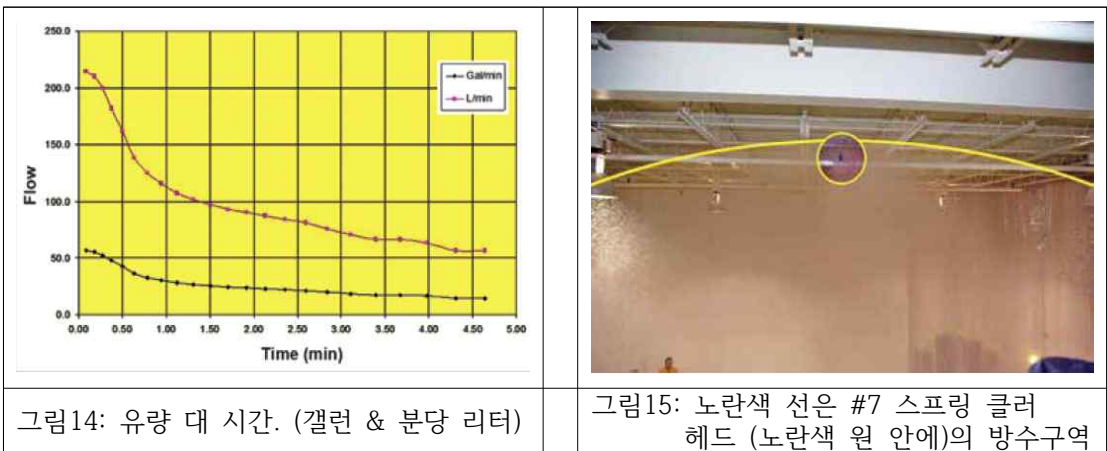 250.0
200.0
150.0
100.0
50.0
0.0
Flow
Gal/min
L/min
0.00 0.50 1.00 1.50 2.00 2.50 3.00 3.50 4.00 4.50 5.00
Time (min)
그림14: 유량 대 시간. (갤런 & 분당 리터)
그림15: 노란색 선은 #7 스프링 클러
헤드 (노란색 원 안에)의 방수구역